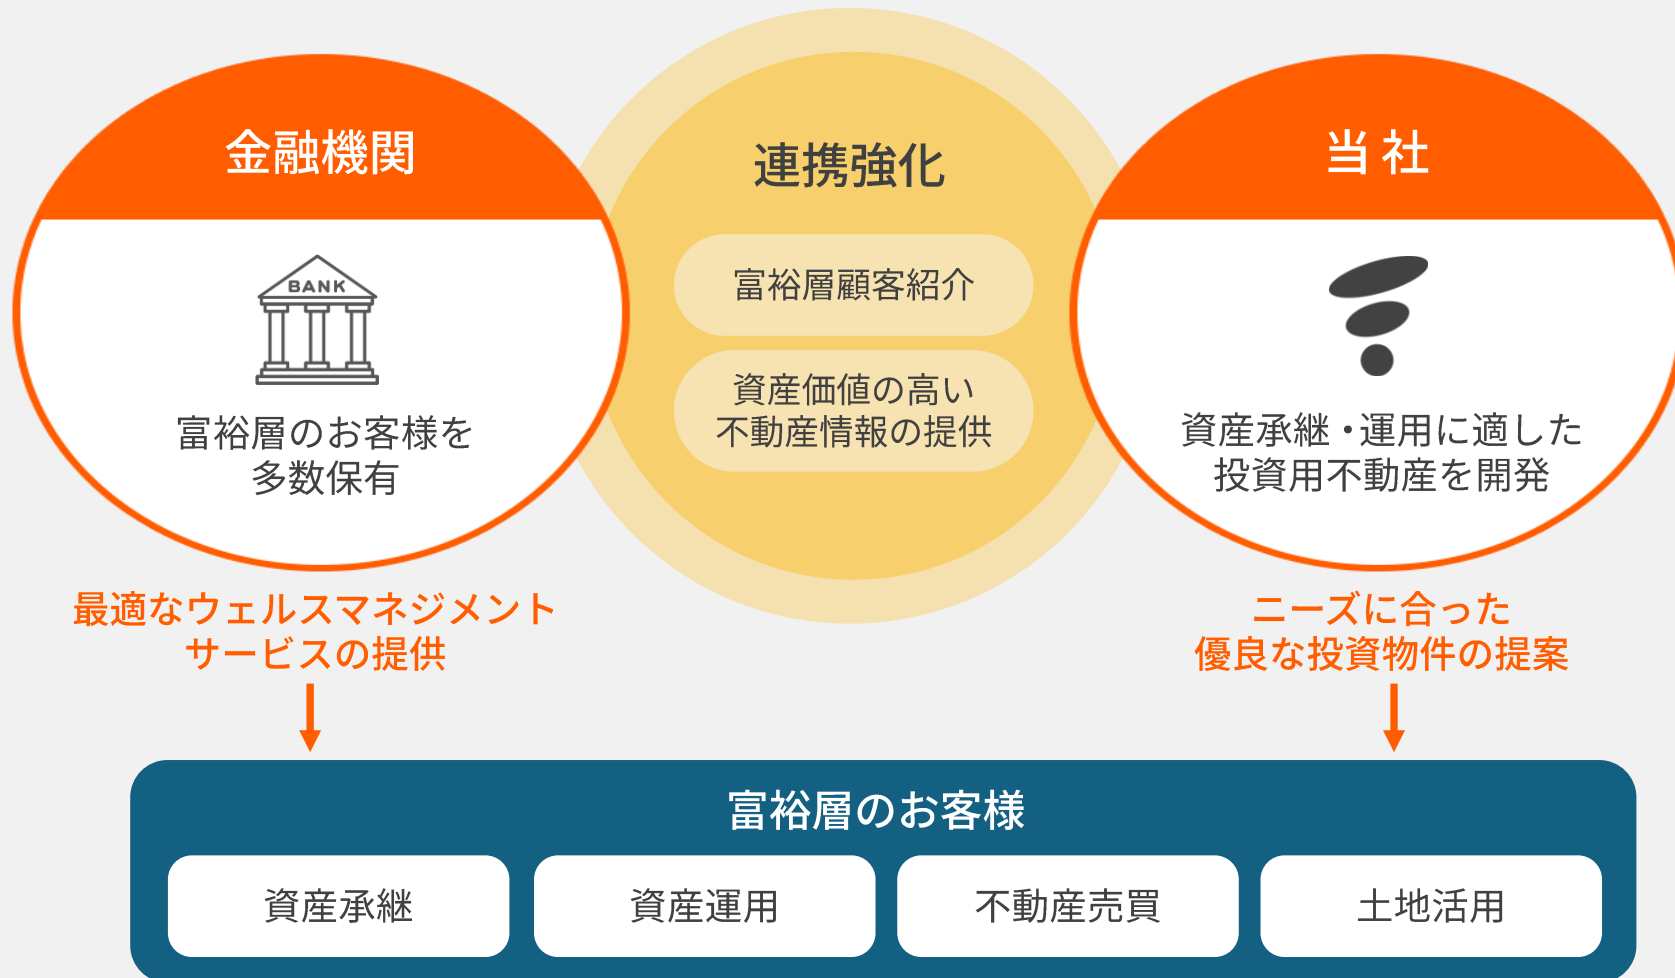 金融機関
BANK
富裕層のお客様を
多数保有
連携強化
富裕層顧客紹介
資産価値の高い
不動産情報の提供
当社
資産承継・運用に適した
投資用不動産を開発
最適なウェルスマネジメント
サービスの提供
ニーズに合った
優良な投資物件の提案
富裕層のお客様
資産承継
資産運用
不動産売買
土地活用